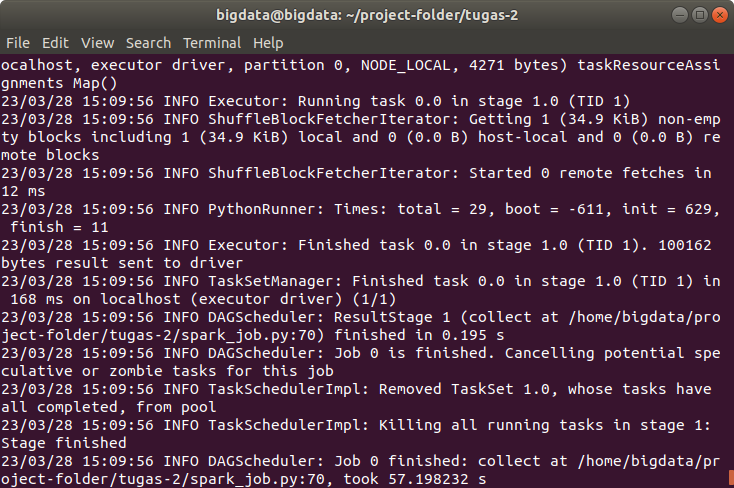 bigdata@bigdata: ~/project-folder/tugas-2
File Edit View Search Terminal Help
ocalhost, executor driver, partition 0, NODE_LOCAL, 4271 bytes) taskResourceAssi
gnments Map()
23/03/28 15:09:56 INFO Executor: Running task 0.0 in stage 1.0 (TID 1)
23/03/28 15:09:56 INFO ShuffleBlockFetcherIterator: Getting 1 (34.9 KiB) non-emp
ty blocks including 1 (34.9 KiB) local and 0 (0.0 B) host-local and 0 (0.0 B) re
mote blocks
23/03/28 15:09:56 INFO ShuffleBlockFetcherIterator: Started 0 remote fetches in
12 ms
23/03/28 15:09:56 INFO PythonRunner: Times: total = 29, boot = -611, init = 629,
 finish = 11
23/03/28 15:09:56 INFO Executor: Finished task 0.0 in stage 1.0 (TID 1). 100162
bytes result sent to driver
23/03/28 15:09:56 INFO TaskSetManager: Finished task 0.0 in stage 1.0 (TID 1) in
 168 ms on localhost (executor driver) (1/1)
23/03/28 15:09:56 INFO DAGScheduler: ResultStage 1 (collect at /home/bigdata/pro
ject-folder/tugas-2/spark_job.py:70) finished in 0.195 s
23/03/28 15:09:56 INFO DAGScheduler: Job 0 is finished. Cancelling potential spe
culative or zombie tasks for this job
23/03/28 15:09:56 INFO TaskSchedulerImpl: Removed TaskSet 1.0, whose tasks have
all completed, from pool
23/03/28 15:09:56 INFO TaskSchedulerImpl: Killing all running tasks in stage 1:
Stage finished
23/03/28 15:09:56 INFO DAGScheduler: Job 0 finished: collect at /home/bigdata/pr
oject-folder/tugas-2/spark_job.py:70, took 57.198232 s